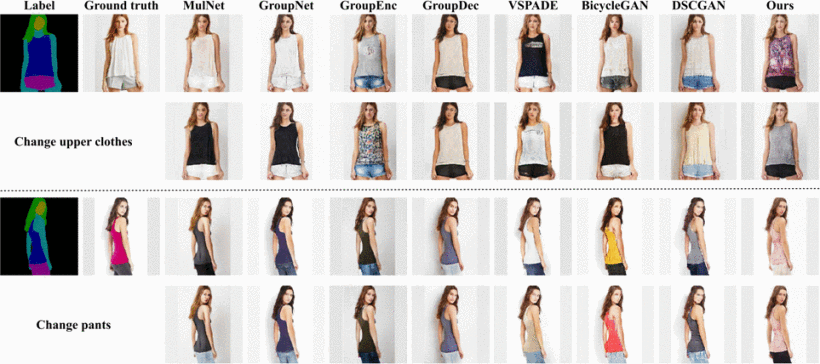 Label Ground truth MulNet GroupNet GroupEnc GroupDec VSPADE BicycleGAN DSCGAN Ours
Change upper clothes
Change pants